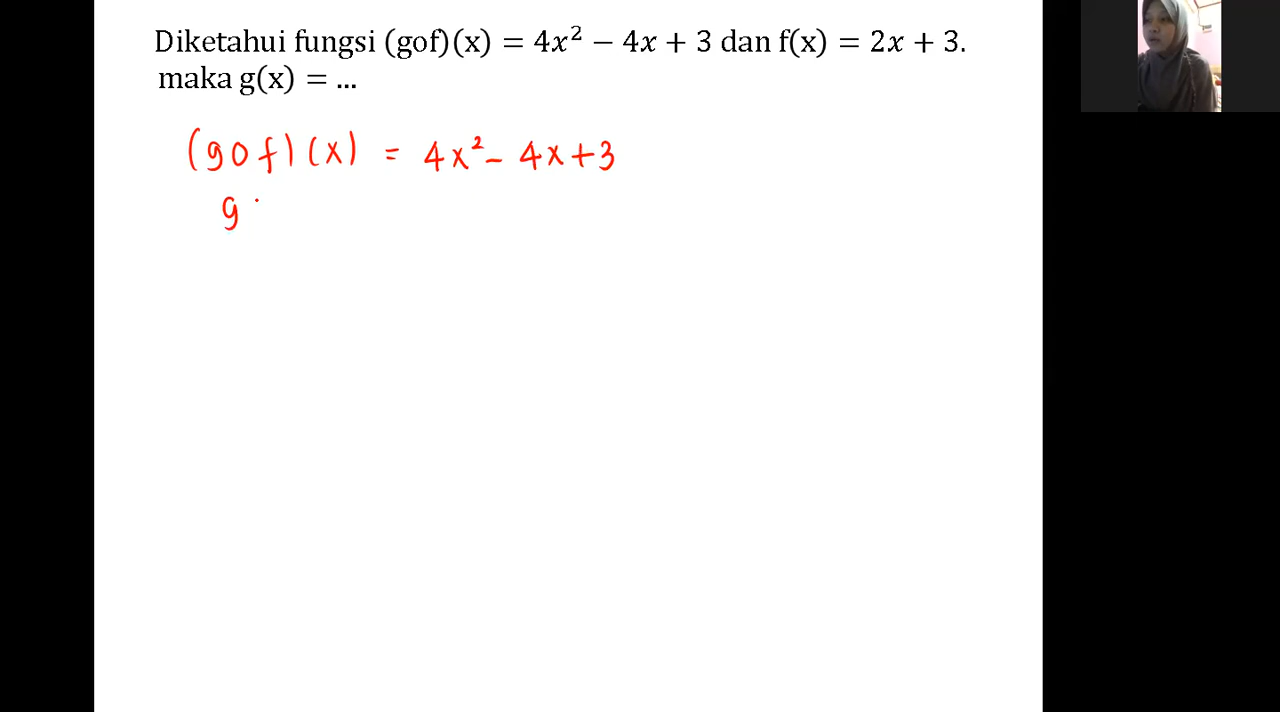 Diketahui fungsi (gof)(x) = 4x² − 4x + 3 dan f(x) = 2x + 3.
maka g(x) = ...
(gof)(x) = 4x² - 4x + 3
g